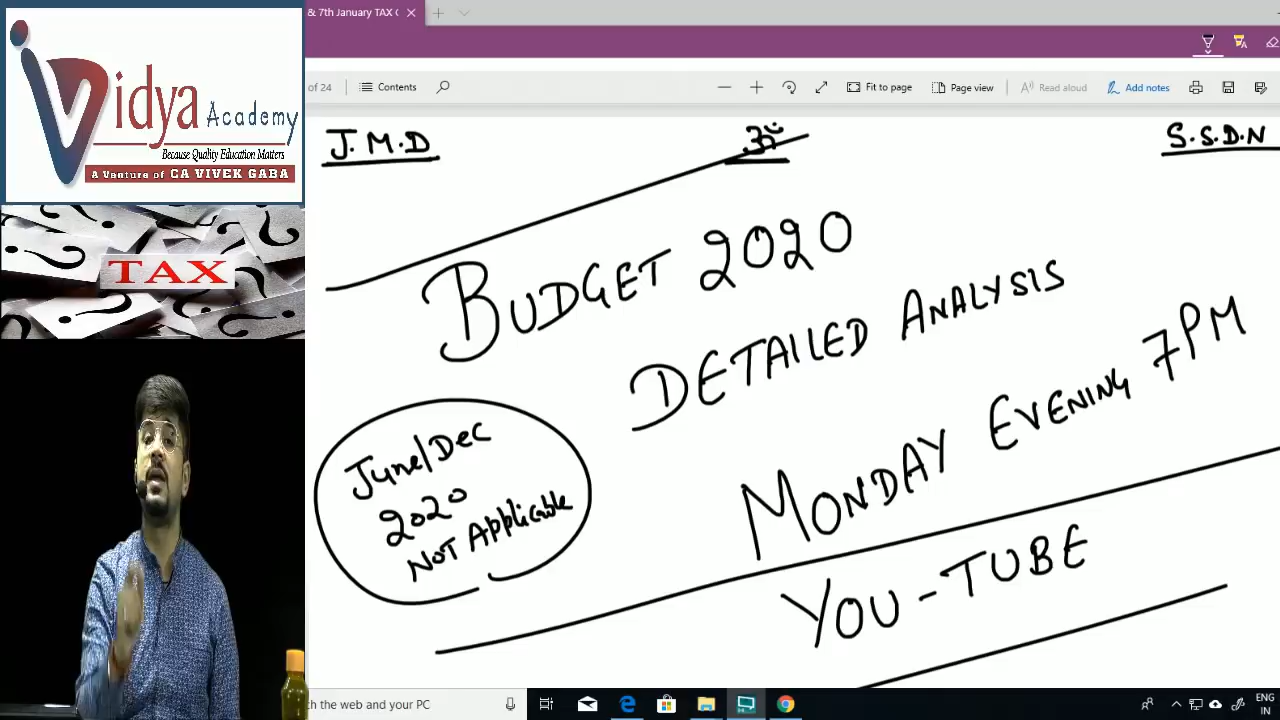 & 7th January TAX C
iVidya
Academy
Because Quality Education Matters
A Venture of CA VIVEK GABA
of 24
Contents
Fit to page
Page view
Read aloud
Add notes
J.M.D
ॐ
S.S.D.N
TAX
BUDGET 2020
DETAILED ANALYSIS
MONDAY EVENING 7PM
YOU-TUBE
June/Dec
2020
NOT Applicable
th the web and your PC
ENG
IN